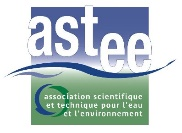 astee
association scientifique
et technique pour l'eau
et l'environnement